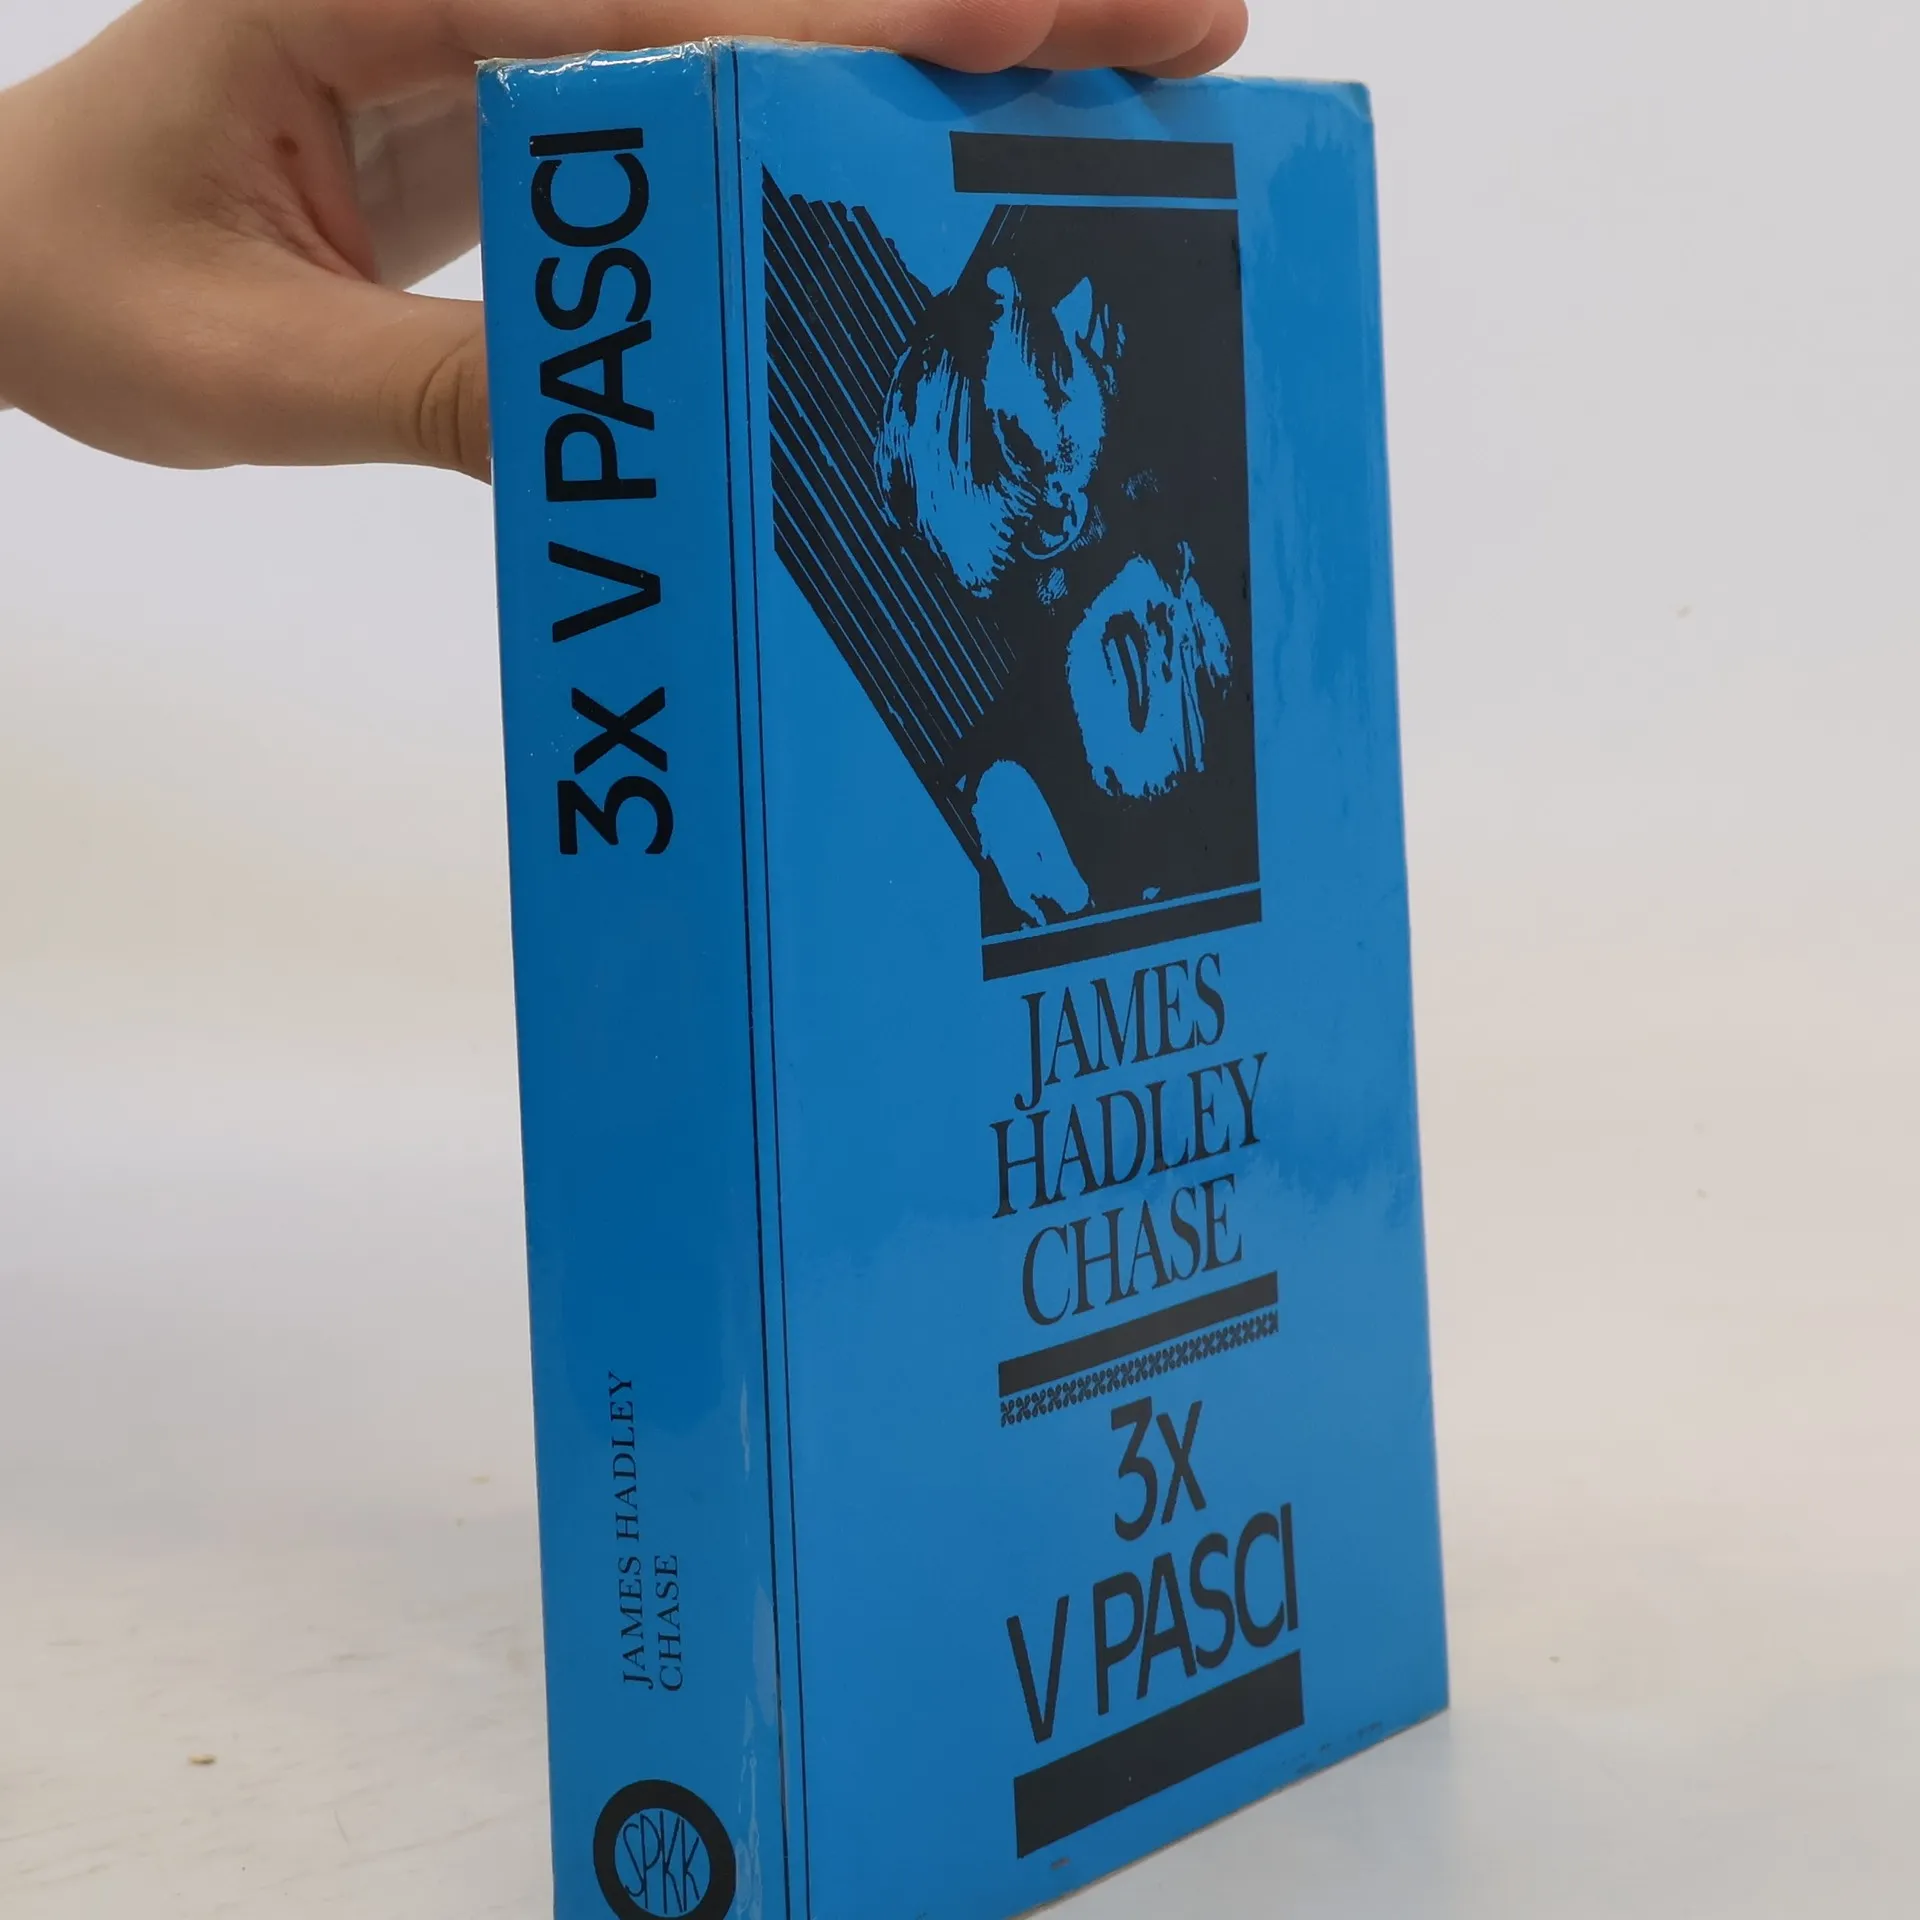 3x V PASCI
JAMES HADLEY
CHASE
SPKK
JAMES
HADLEY
CHASE
3x
V PASCI